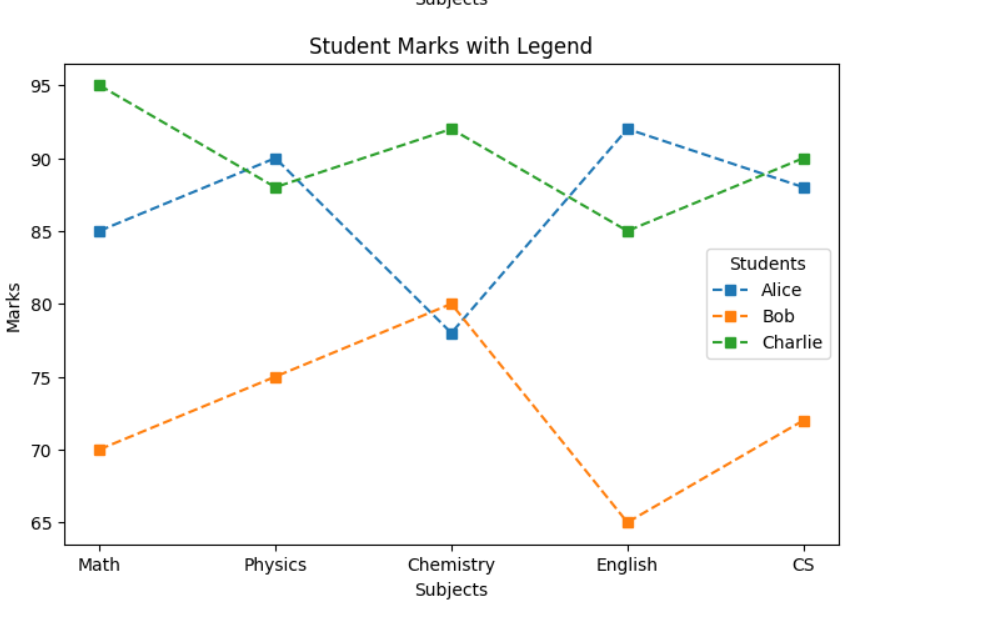 Subjects
Student Marks with Legend
95
90
85
80
75
70
65
Marks
Students
Alice
Bob
Charlie
Math Physics Chemistry English CS
Subjects